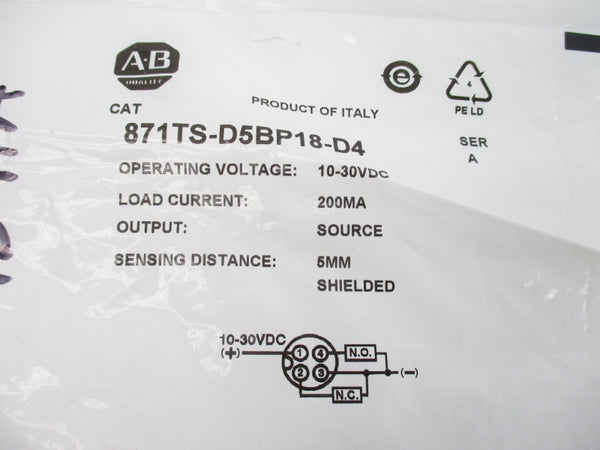 A-B
QUALITY
4
PE LD
CAT
PRODUCT OF ITALY
871TS-D5BP18-D4
SER
A
OPERATING VOLTAGE: 10-30VDC
LOAD CURRENT: 200MA
OUTPUT: SOURCE
SENSING DISTANCE: 5MM
SHIELDED
10-30VDC
(+) 1 4 N.O.
2 3 (-)
N.C.